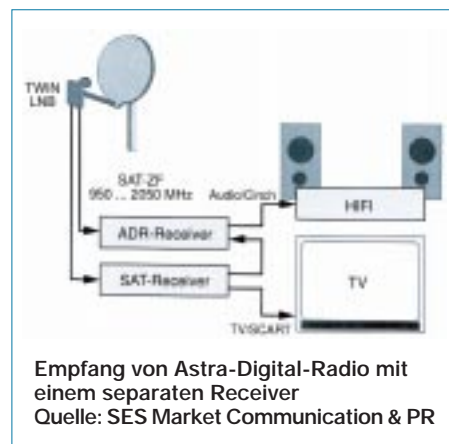 TWIN
LNB
SAT-ZF
950 ... 2050 MHz
Audio/Cinch
HIFI
ADR-Receiver
SAT-Receiver
TV
TV/SCART
Empfang von Astra-Digital-Radio mit
einem separaten Receiver
Quelle: SES Market Communication & PR